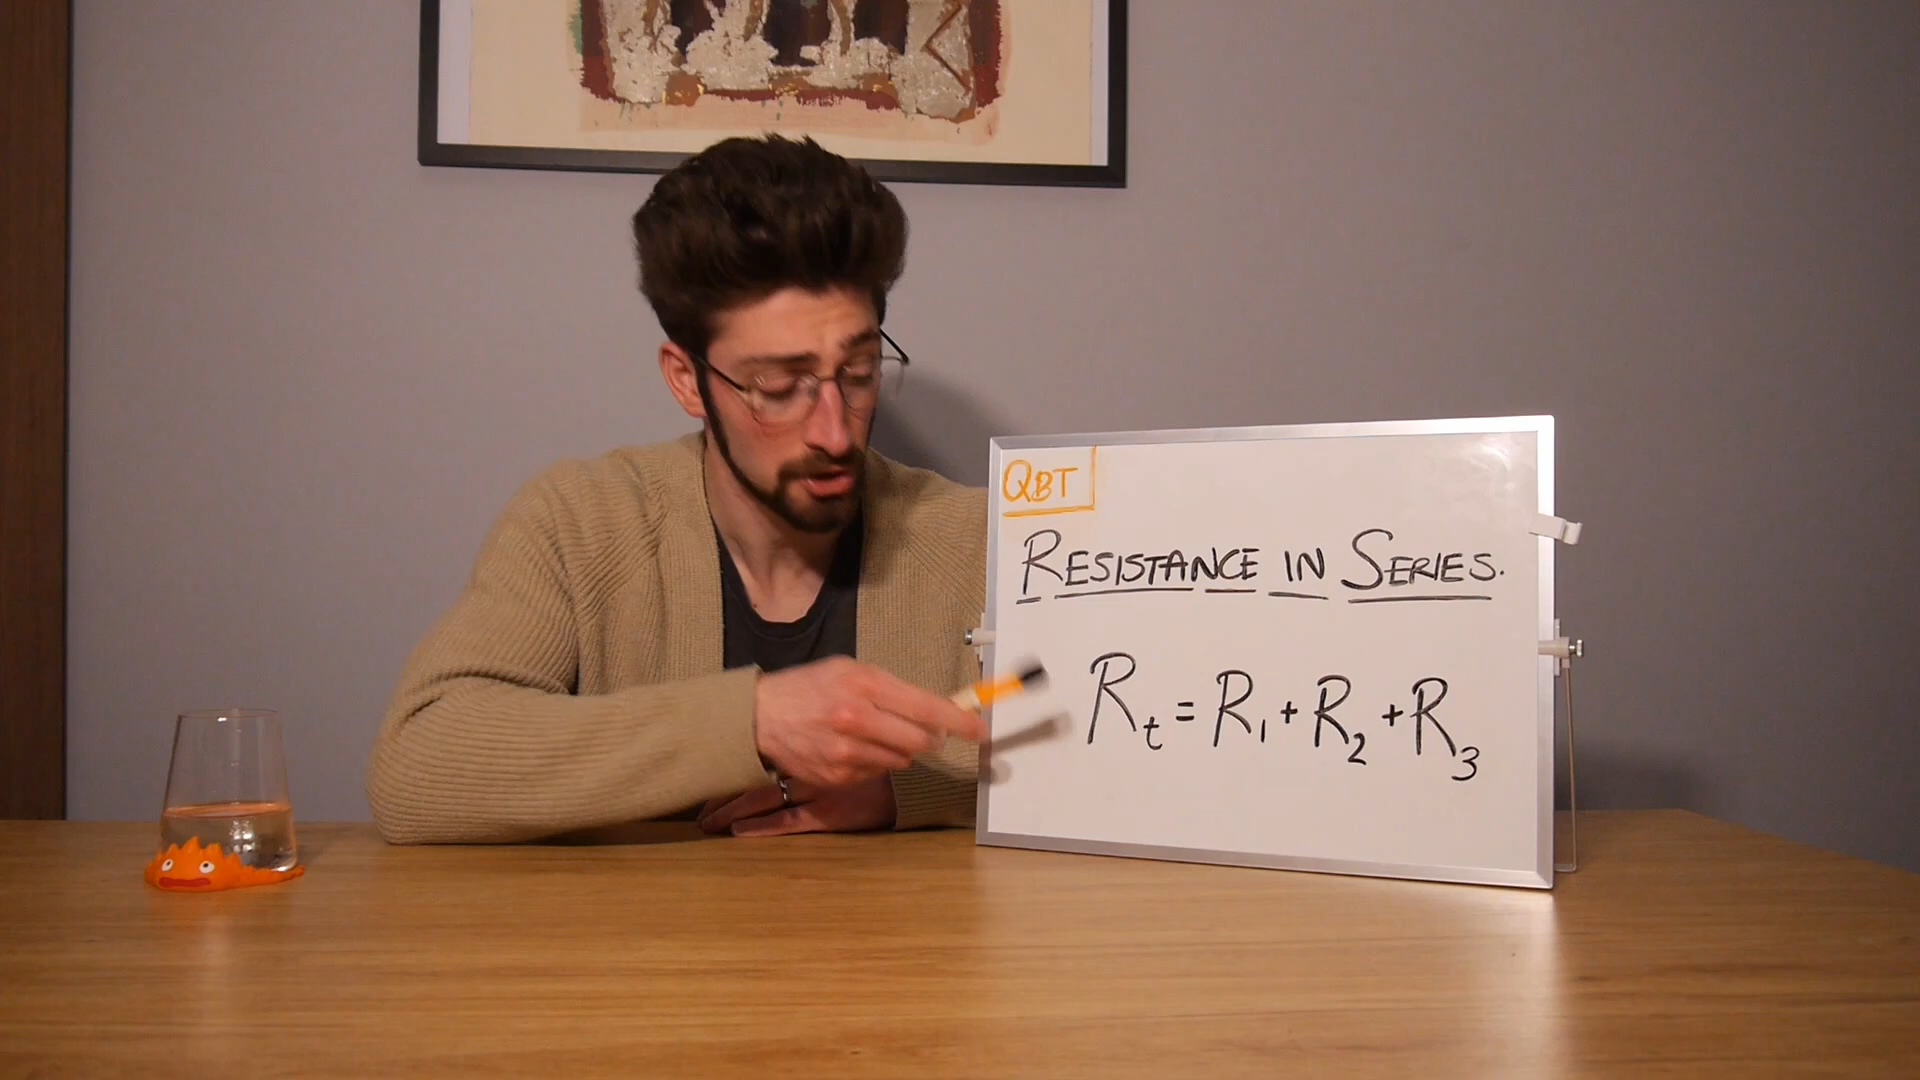 QBT
RESISTANCE IN SERIES.
Rt = R1 + R2 + R3